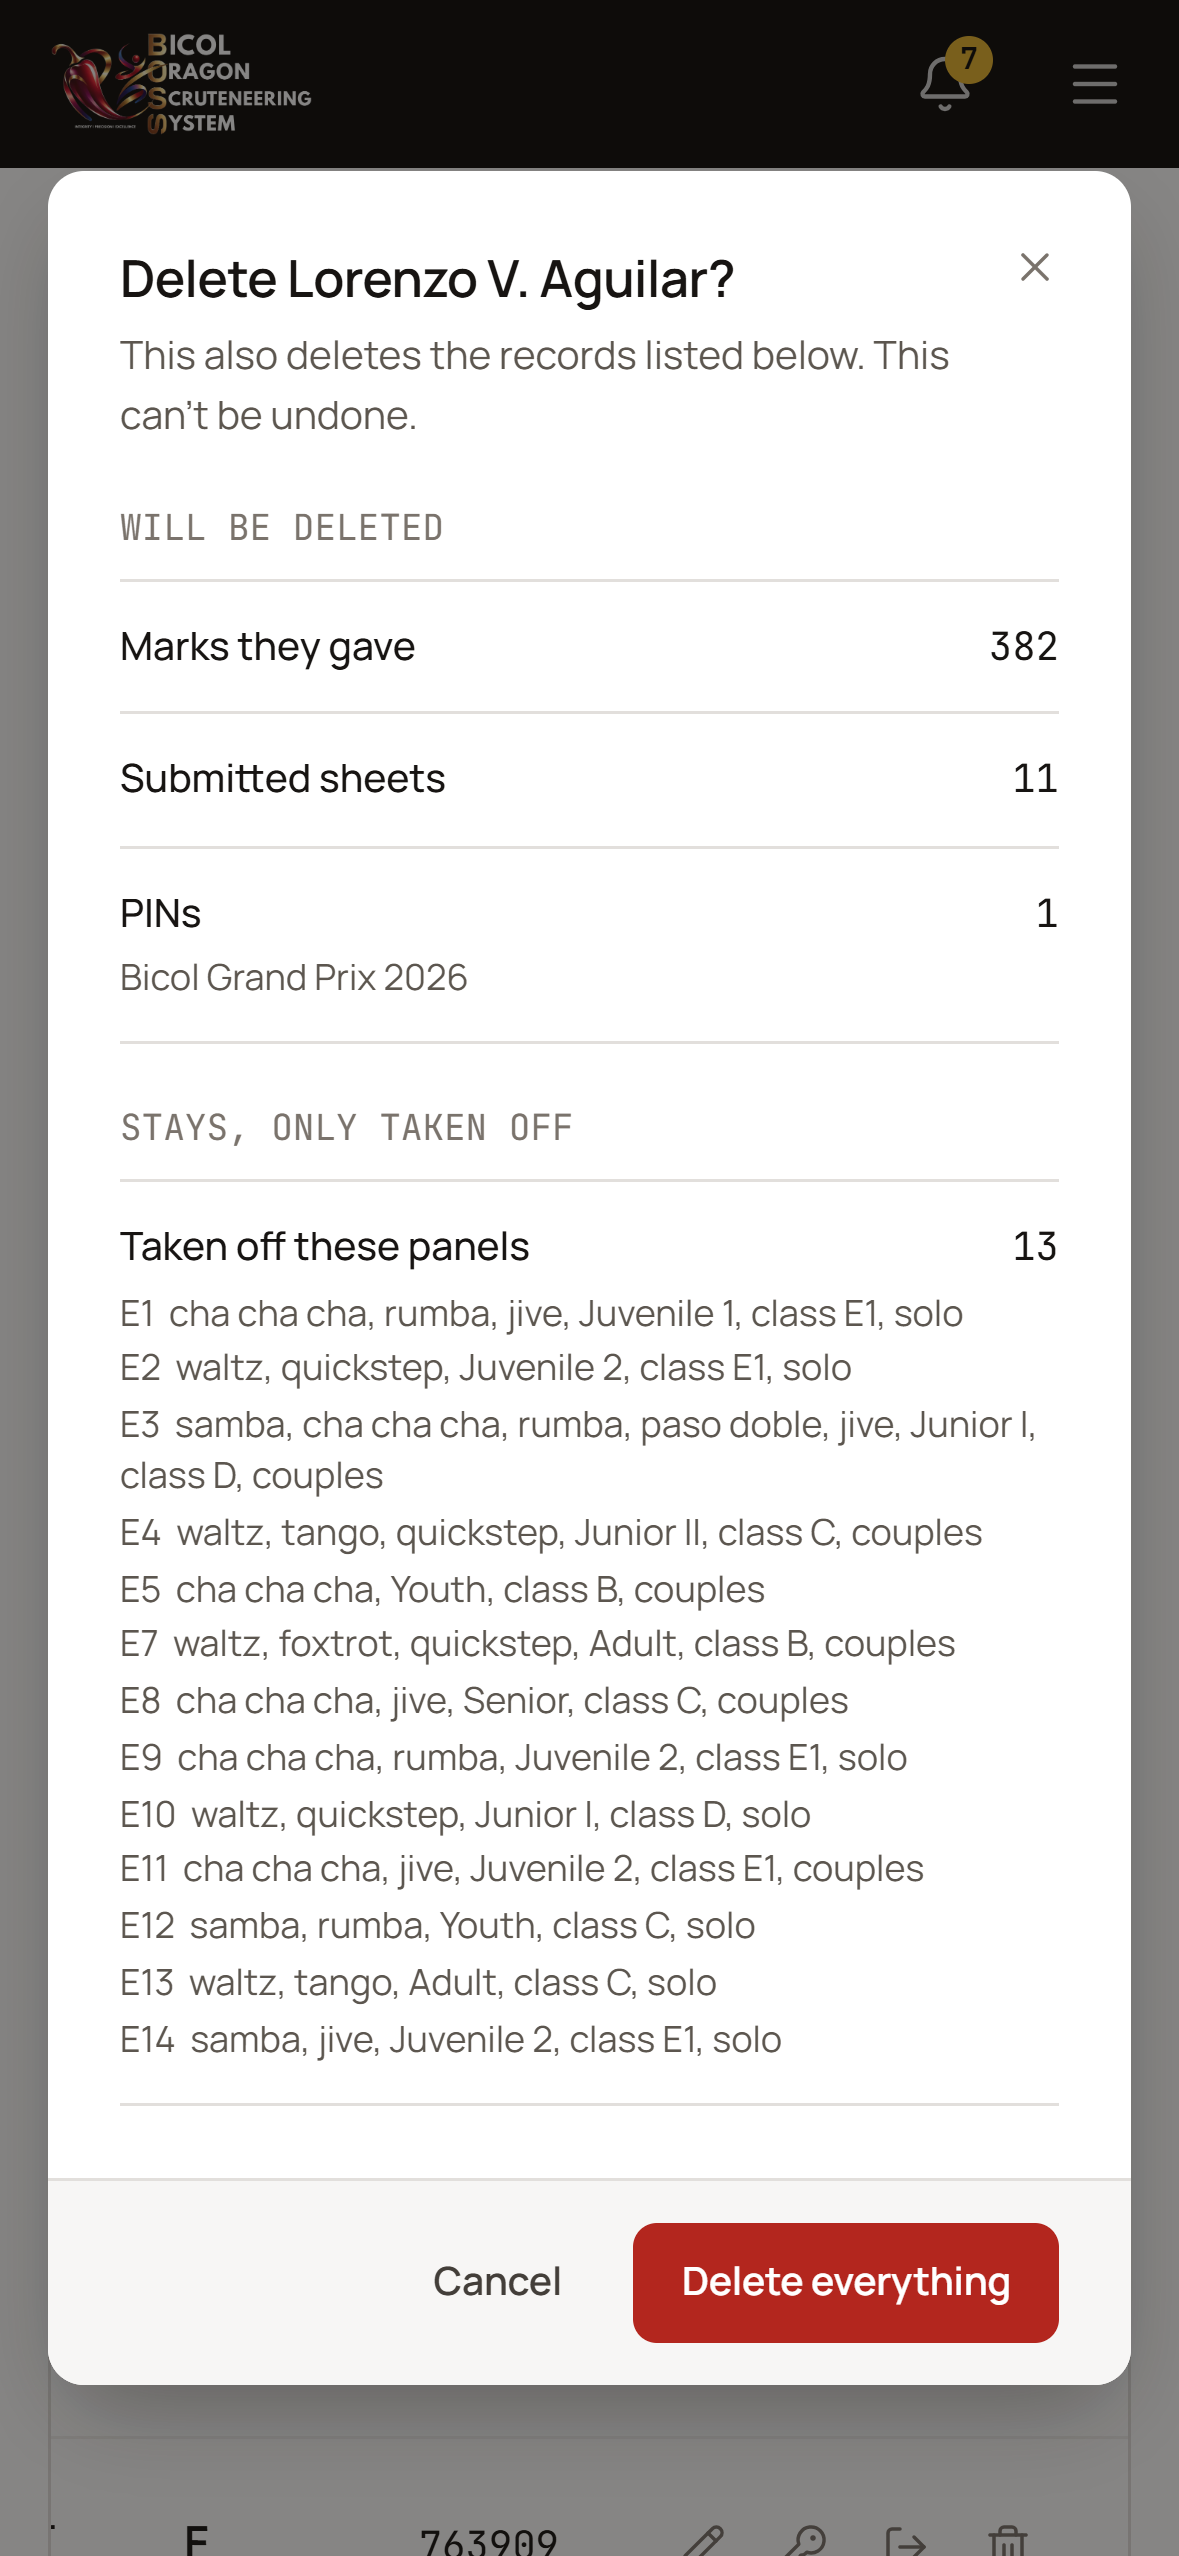 BICOL
DRAGON
SCRUTENEERING
SYSTEM
7
Delete Lorenzo V. Aguilar?
This also deletes the records listed below. This
can’t be undone.
WILL BE DELETED
Marks they gave 382
Submitted sheets 11
PINs 1
Bicol Grand Prix 2026
STAYS, ONLY TAKEN OFF
Taken off these panels 13
E1 cha cha cha, rumba, jive, Juvenile 1, class E1, solo
E2 waltz, quickstep, Juvenile 2, class E1, solo
E3 samba, cha cha cha, rumba, paso doble, jive, Junior I,
class D, couples
E4 waltz, tango, quickstep, Junior II, class C, couples
E5 cha cha cha, Youth, class B, couples
E7 waltz, foxtrot, quickstep, Adult, class B, couples
E8 cha cha cha, jive, Senior, class C, couples
E9 cha cha cha, rumba, Juvenile 2, class E1, solo
E10 waltz, quickstep, Junior I, class D, solo
E11 cha cha cha, jive, Juvenile 2, class E1, couples
E12 samba, rumba, Youth, class C, solo
E13 waltz, tango, Adult, class C, solo
E14 samba, jive, Juvenile 2, class E1, solo
Cancel Delete everything
763909